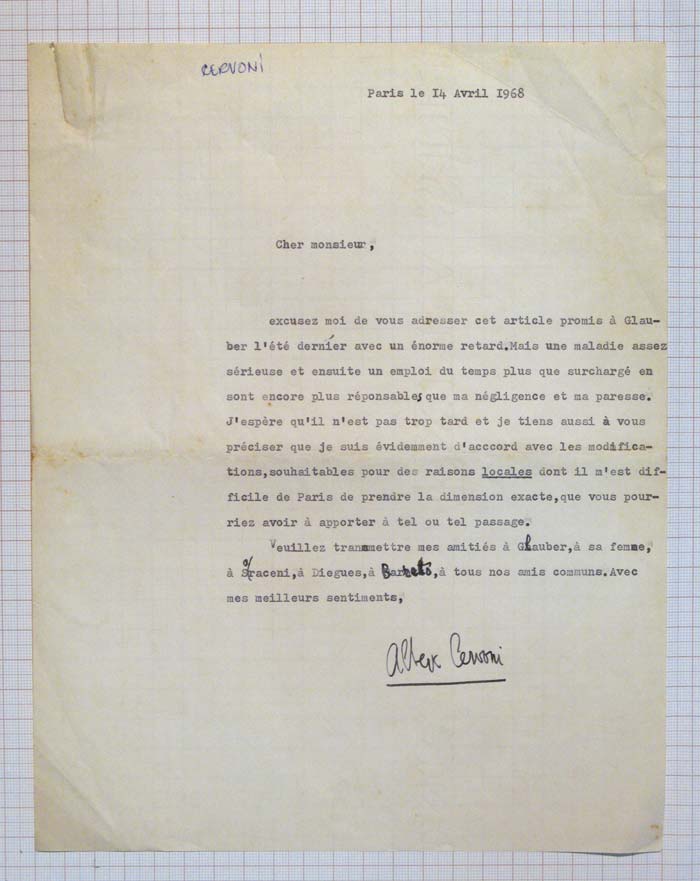 CERVONI
Paris le I4 Avril I968
Cher monsieur,
excusez moi de vous adresser cet article promis à Glau-
ber l'été dernier avec un énorme retard.Mais une maladie assez
sérieuse et ensuite un emploi du temps plus que surchargé en
sont encore plus réponsables que ma négligence et ma paresse.
J'espère qu'il n'est pas trop tard et je tiens aussi à vous
préciser que je suis évidemment d'acccord avec les modifica-
tions,souhaitables pour des raisons locales dont il m'est dif-
ficile de Paris de prendre la dimension exacte,que vous pour-
riez avoir à apporter à tel ou tel passage.
Veuillez transmettre mes amitiés à Glauber,à sa femme,
à Saraceni,à Diegues,à Barreto,à tous nos amis communs.Avec
mes meilleurs sentiments,
Albert Cervoni